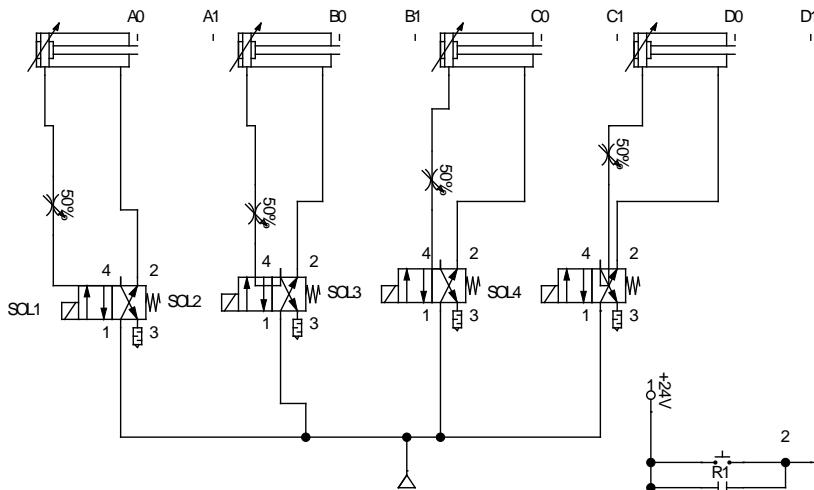 A0 A1 B0 B1 C0 C1 D0 D1
50% 50% 50% 50%
4 2 4 2 4 2 4 2
SOL1 SOL2 SOL3 SOL4
1 3 1 3 1 3 1 3
1 +24V
2
R1